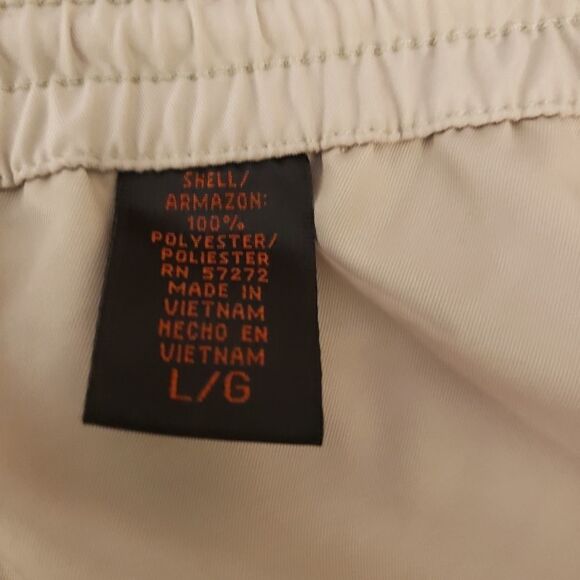 SHELL/
ARMAZON:
100%
POLYESTER/
POLIESTER
RN 57272
MADE IN
VIETNAM
HECHO EN
VIETNAM
L/G